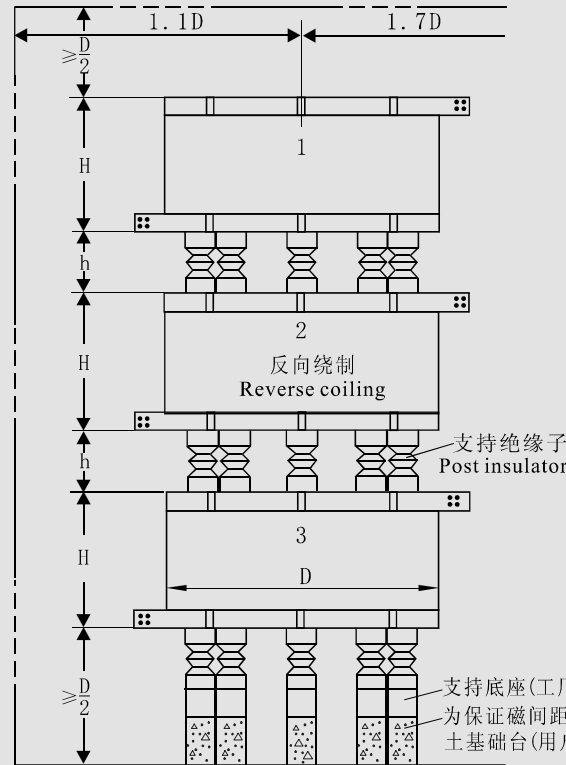 1.1D
1.7D
≥D/2
H
1
h
H
2
反向绕制
Reverse coiling
h
支持绝缘子
Post insulator
H
3
D
≥D/2
支持底座(工
为保证磁间距
土基础台(用